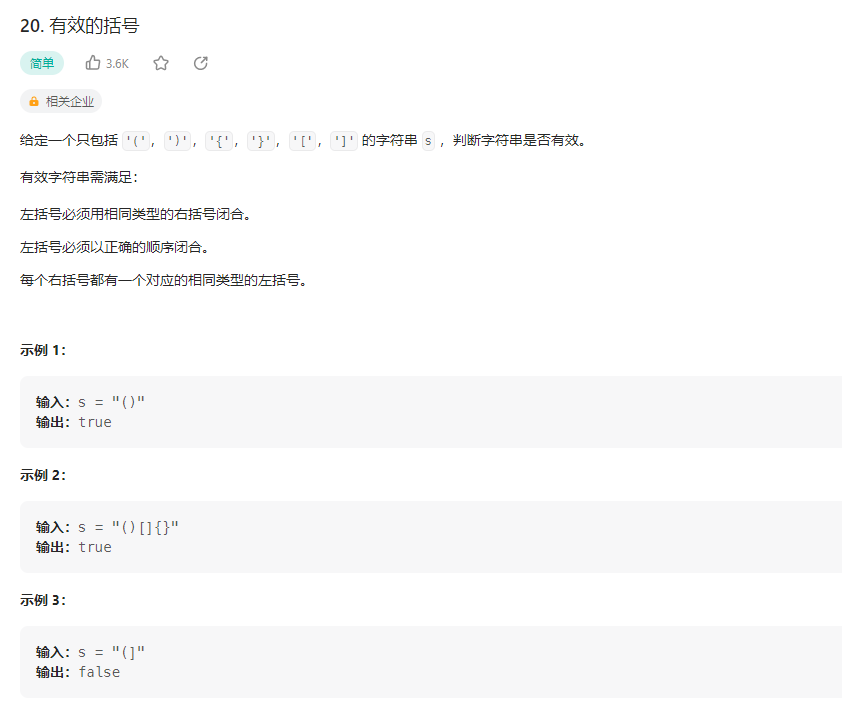 20. 有效的括号
简单 3.6K
相关企业
给定一个只包括 '('，')'，'{'，'}'，'['，']' 的字符串 s ，判断字符串是否有效。
有效字符串需满足：
左括号必须用相同类型的右括号闭合。
左括号必须以正确的顺序闭合。
每个右括号都有一个对应的相同类型的左括号。
示例 1：
输入：s = "()"
输出：true
示例 2：
输入：s = "()[]{}"
输出：true
示例 3：
输入：s = "(]"
输出：false